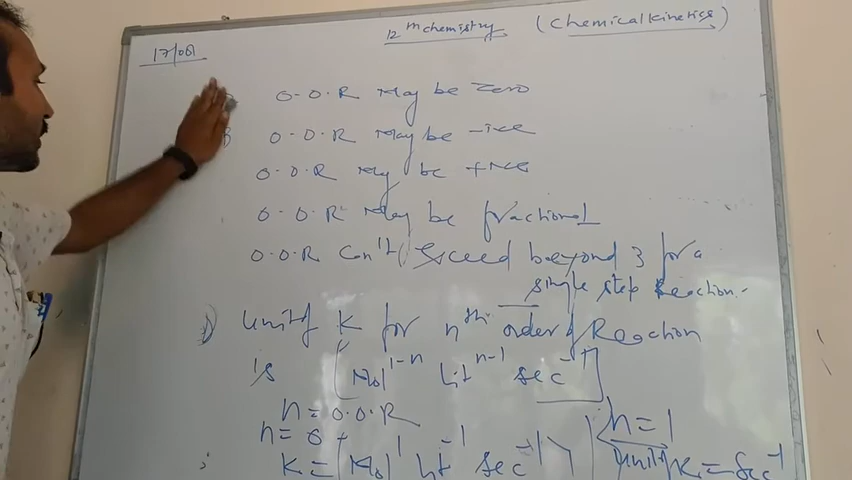 17/08
12th chemistry (Chemical kinetics)
O-O.R May be zero
O-O.R May be -ive
O-O.R May be +ive
O-O.R May be fractional
O.O.R Can't exceed beyond 3 for a
single step Reaction.
unit of K for nth order of Reaction
is [Mol^1-n Lit^n-1 sec^-1]
n = O.O.R
n = 0
K = [Mol^1 Lit^-1 sec^-1]
n = 1
unit K = Sec^-1